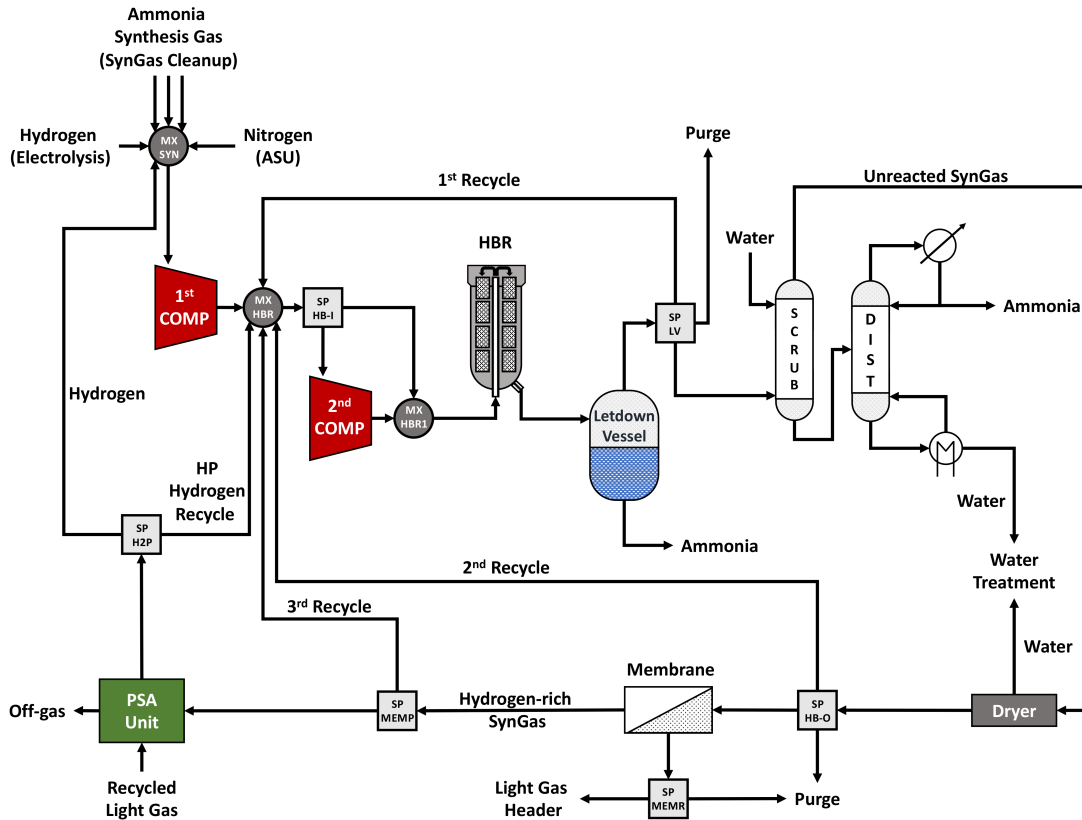 Ammonia
Synthesis Gas
(SynGas Cleanup)
Hydrogen
(Electrolysis)
MX
SYN
Nitrogen
(ASU)
Purge
1st Recycle
Unreacted SynGas
HBR
Water
1st
COMP
MX
HBR
SP
HB-I
SP
LV
SCRUB
DIST
Ammonia
Hydrogen
2nd
COMP
MX
HBR1
Letdown
Vessel
HP
Hydrogen
Recycle
Water
SP
H2P
Ammonia
2nd Recycle
Water
Treatment
3rd Recycle
Water
Membrane
Off-gas
PSA
Unit
SP
MEMP
Hydrogen-rich
SynGas
SP
HB-O
Dryer
Recycled
Light Gas
Light Gas
Header
SP
MEMR
Purge